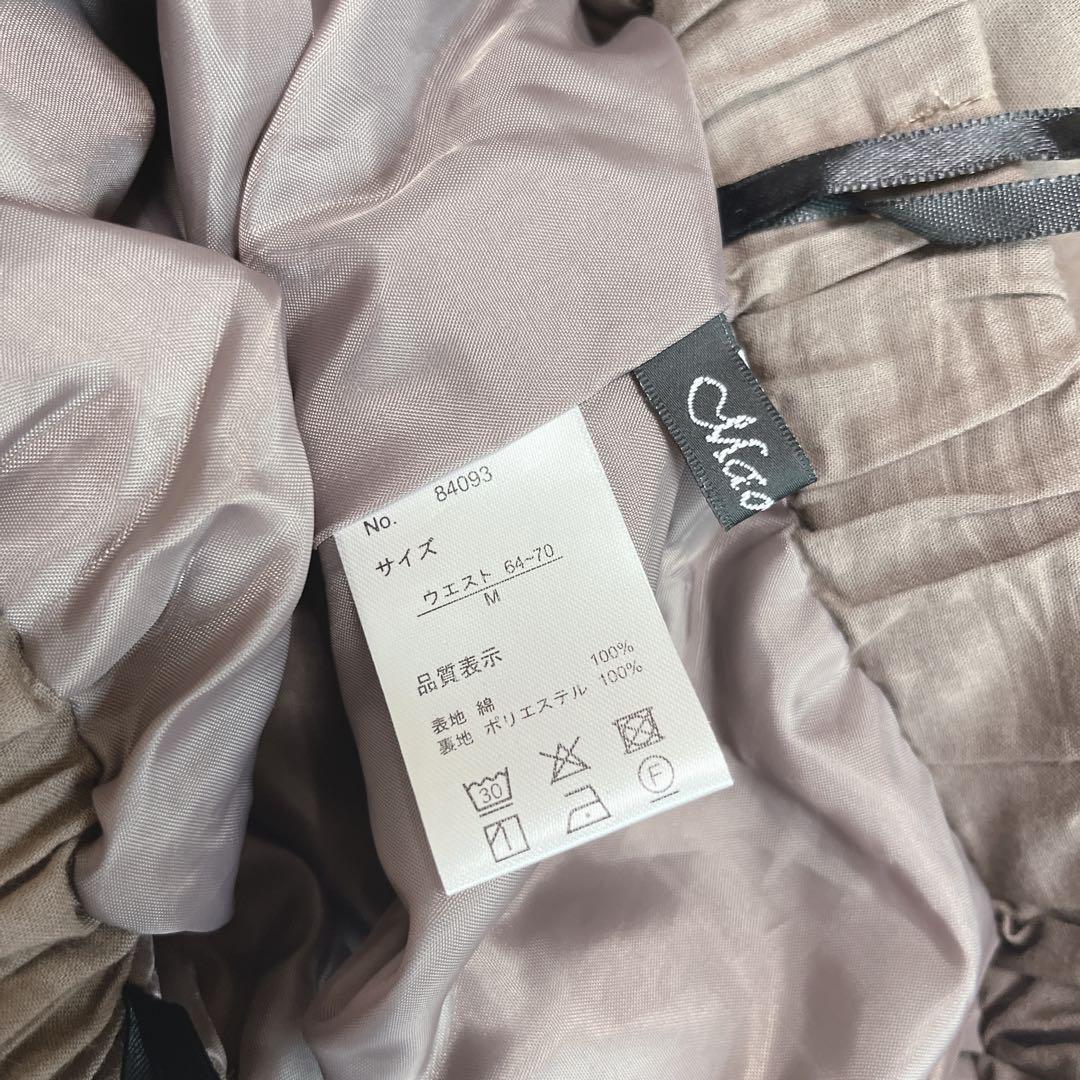 Mao
No. 84093
サイズ
ウエスト 64~70
M
品質表示
表地 綿 100%
裏地 ポリエステル 100%
30
F